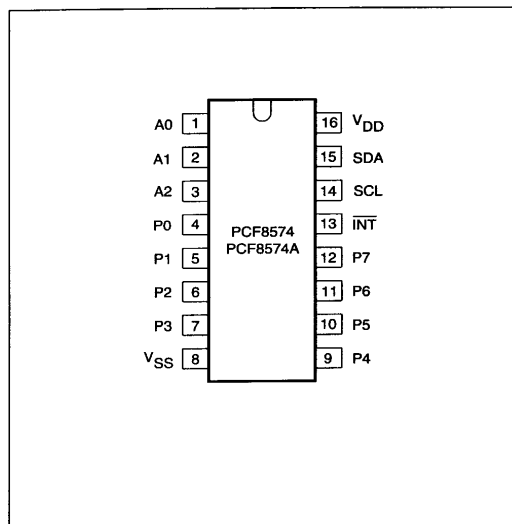 A0 1 16 VDD
A1 2 15 SDA
A2 3 14 SCL
P0 4 13 INT
PCF8574
PCF8574A
P1 5 12 P7
P2 6 11 P6
P3 7 10 P5
VSS 8 9 P4